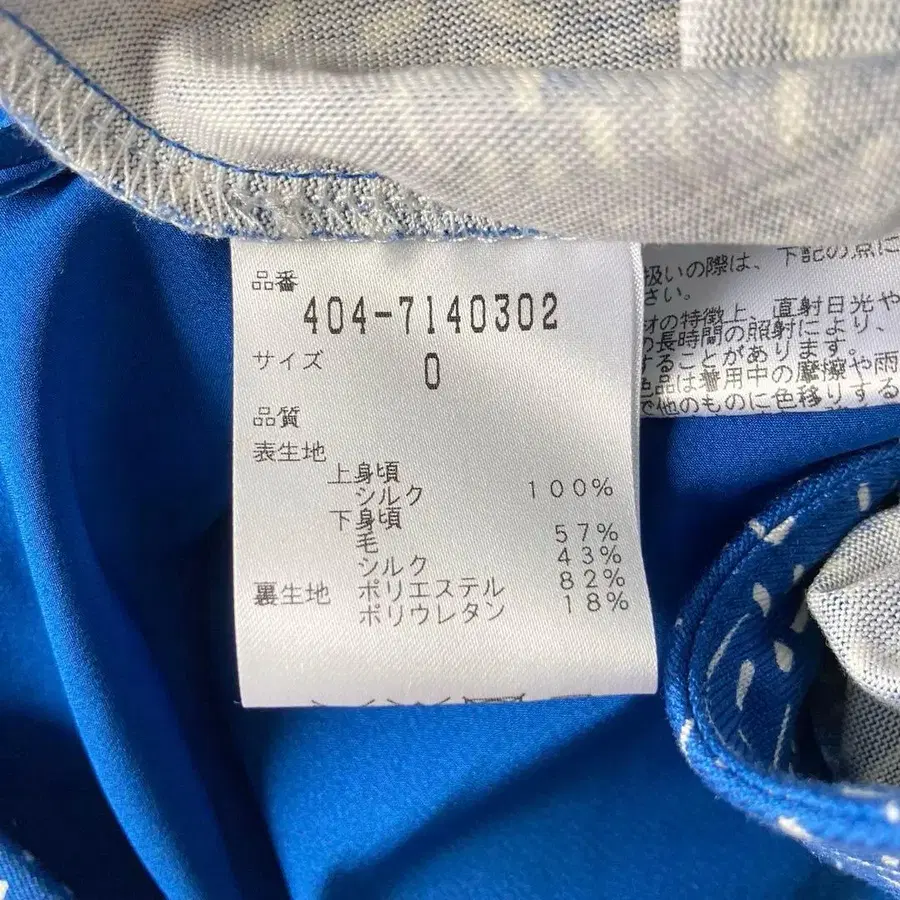 品番
404-7140302
サイズ
0
品質
表生地
上身頃
シルク 100%
下身頃
毛 57%
シルク 43%
裏生地 ポリエステル 82%
ポリウレタン 18%
扱いの際は、下記の点に
さい。
の特徴上、直射日光や
長時間の照射により、
することがあります。
色品は着用中の摩擦や雨
他のものに色移りする